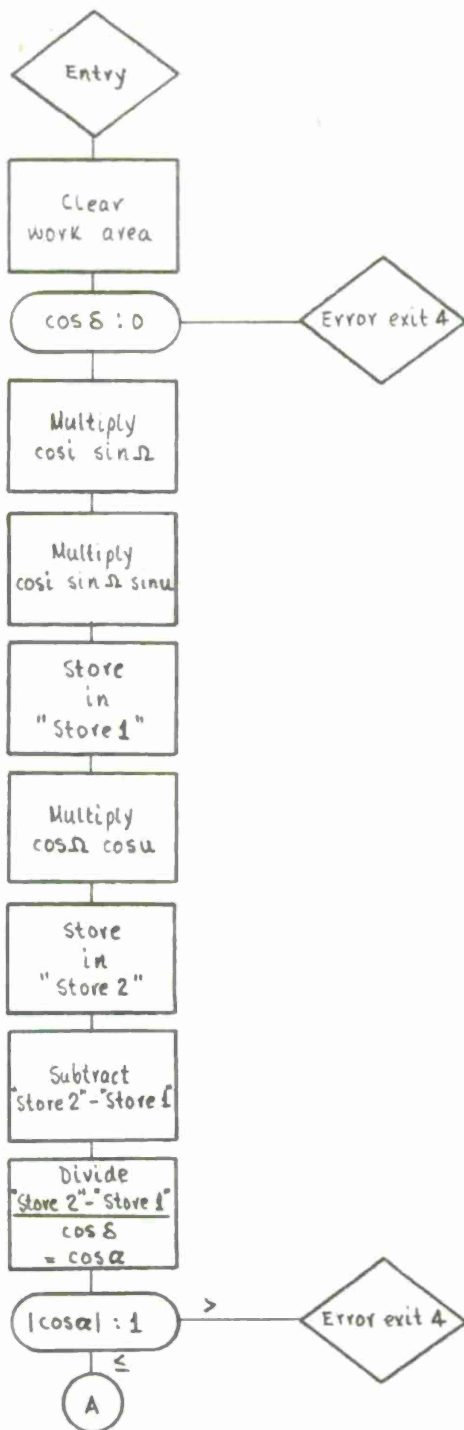 Entry
Clear
work area
cos δ : 0
Error exit 4
Multiply
cosi sinΩ
Multiply
cosi sinΩ sinu
Store
in
"Store 1"
Multiply
cosΩ cosu
Store
in
"Store 2"
Subtract
"Store 2"-"Store 1"
Divide
"Store 2"-"Store 1"
cos δ
= cosα
|cosα| : 1
>
Error exit 4
≤
A